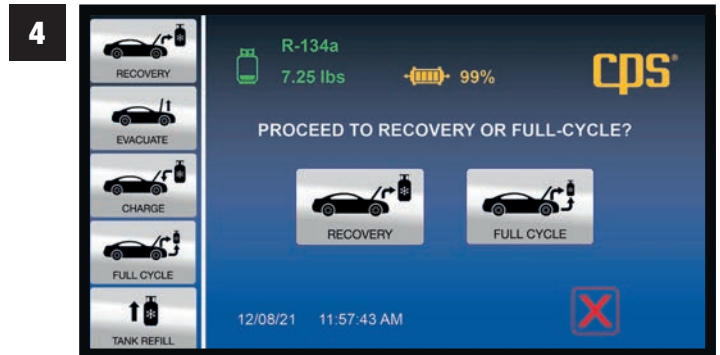 4
RECOVERY
EVACUATE
CHARGE
FULL CYCLE
TANK REFILL
R-134a
7.25 lbs
99%
CPS®
PROCEED TO RECOVERY OR FULL-CYCLE?
RECOVERY
FULL CYCLE
12/08/21 11:57:43 AM